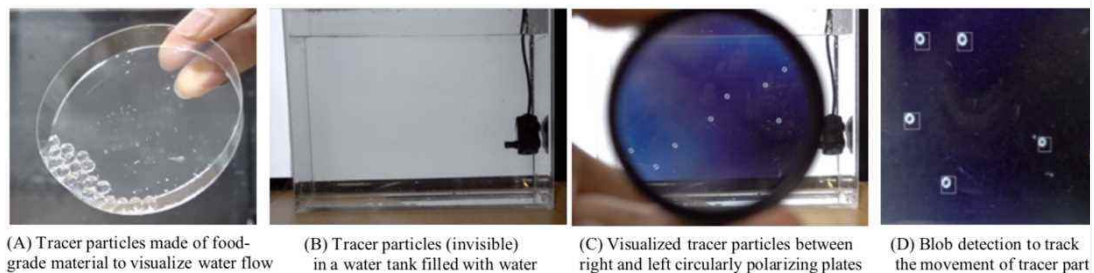 (A) Tracer particles made of food-
grade material to visualize water flow
(B) Tracer particles (invisible)
in a water tank filled with water
(C) Visualized tracer particles between
right and left circularly polarizing plates
(D) Blob detection to track
the movement of tracer part